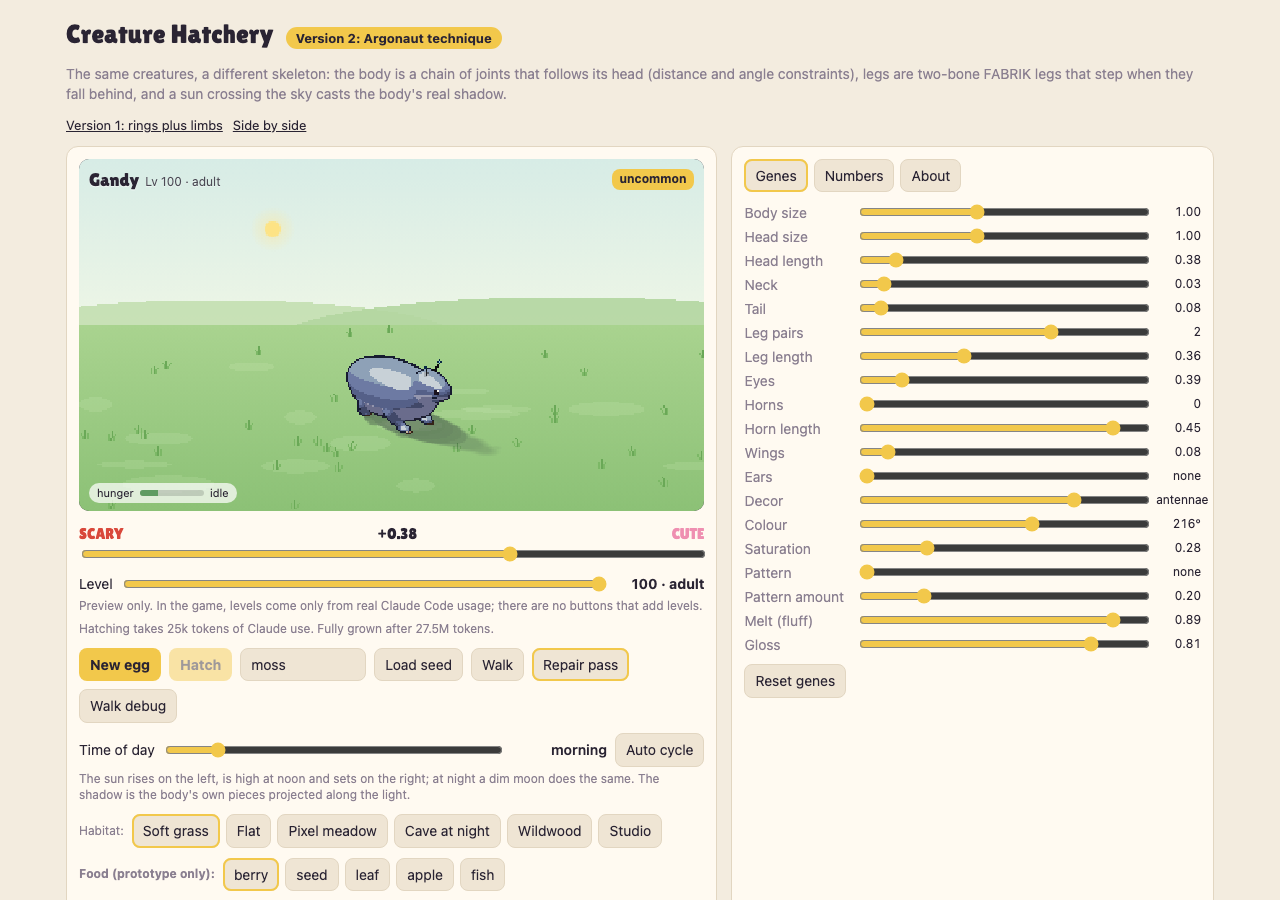 Creature Hatchery
Version 2: Argonaut technique
The same creatures, a different skeleton: the body is a chain of joints that follows its head (distance and angle constraints), legs are two-bone FABRIK legs that step when they
fall behind, and a sun crossing the sky casts the body's real shadow.
Version 1: rings plus limbs Side by side
Gandy Lv 100 · adult
uncommon
hunger idle
SCARY +0.38 CUTE
Level 100 · adult
Preview only. In the game, levels come only from real Claude Code usage; there are no buttons that add levels.
Hatching takes 25k tokens of Claude use. Fully grown after 27.5M tokens.
New egg Hatch moss Load seed Walk Repair pass
Walk debug
Time of day morning Auto cycle
The sun rises on the left, is high at noon and sets on the right; at night a dim moon does the same. The
shadow is the body's own pieces projected along the light.
Habitat: Soft grass Flat Pixel meadow Cave at night Wildwood Studio
Food (prototype only): berry seed leaf apple fish
Genes Numbers About
Body size 1.00
Head size 1.00
Head length 0.38
Neck 0.03
Tail 0.08
Leg pairs 2
Leg length 0.36
Eyes 0.39
Horns 0
Horn length 0.45
Wings 0.08
Ears none
Decor antennae
Colour 216°
Saturation 0.28
Pattern none
Pattern amount 0.20
Melt (fluff) 0.89
Gloss 0.81
Reset genes